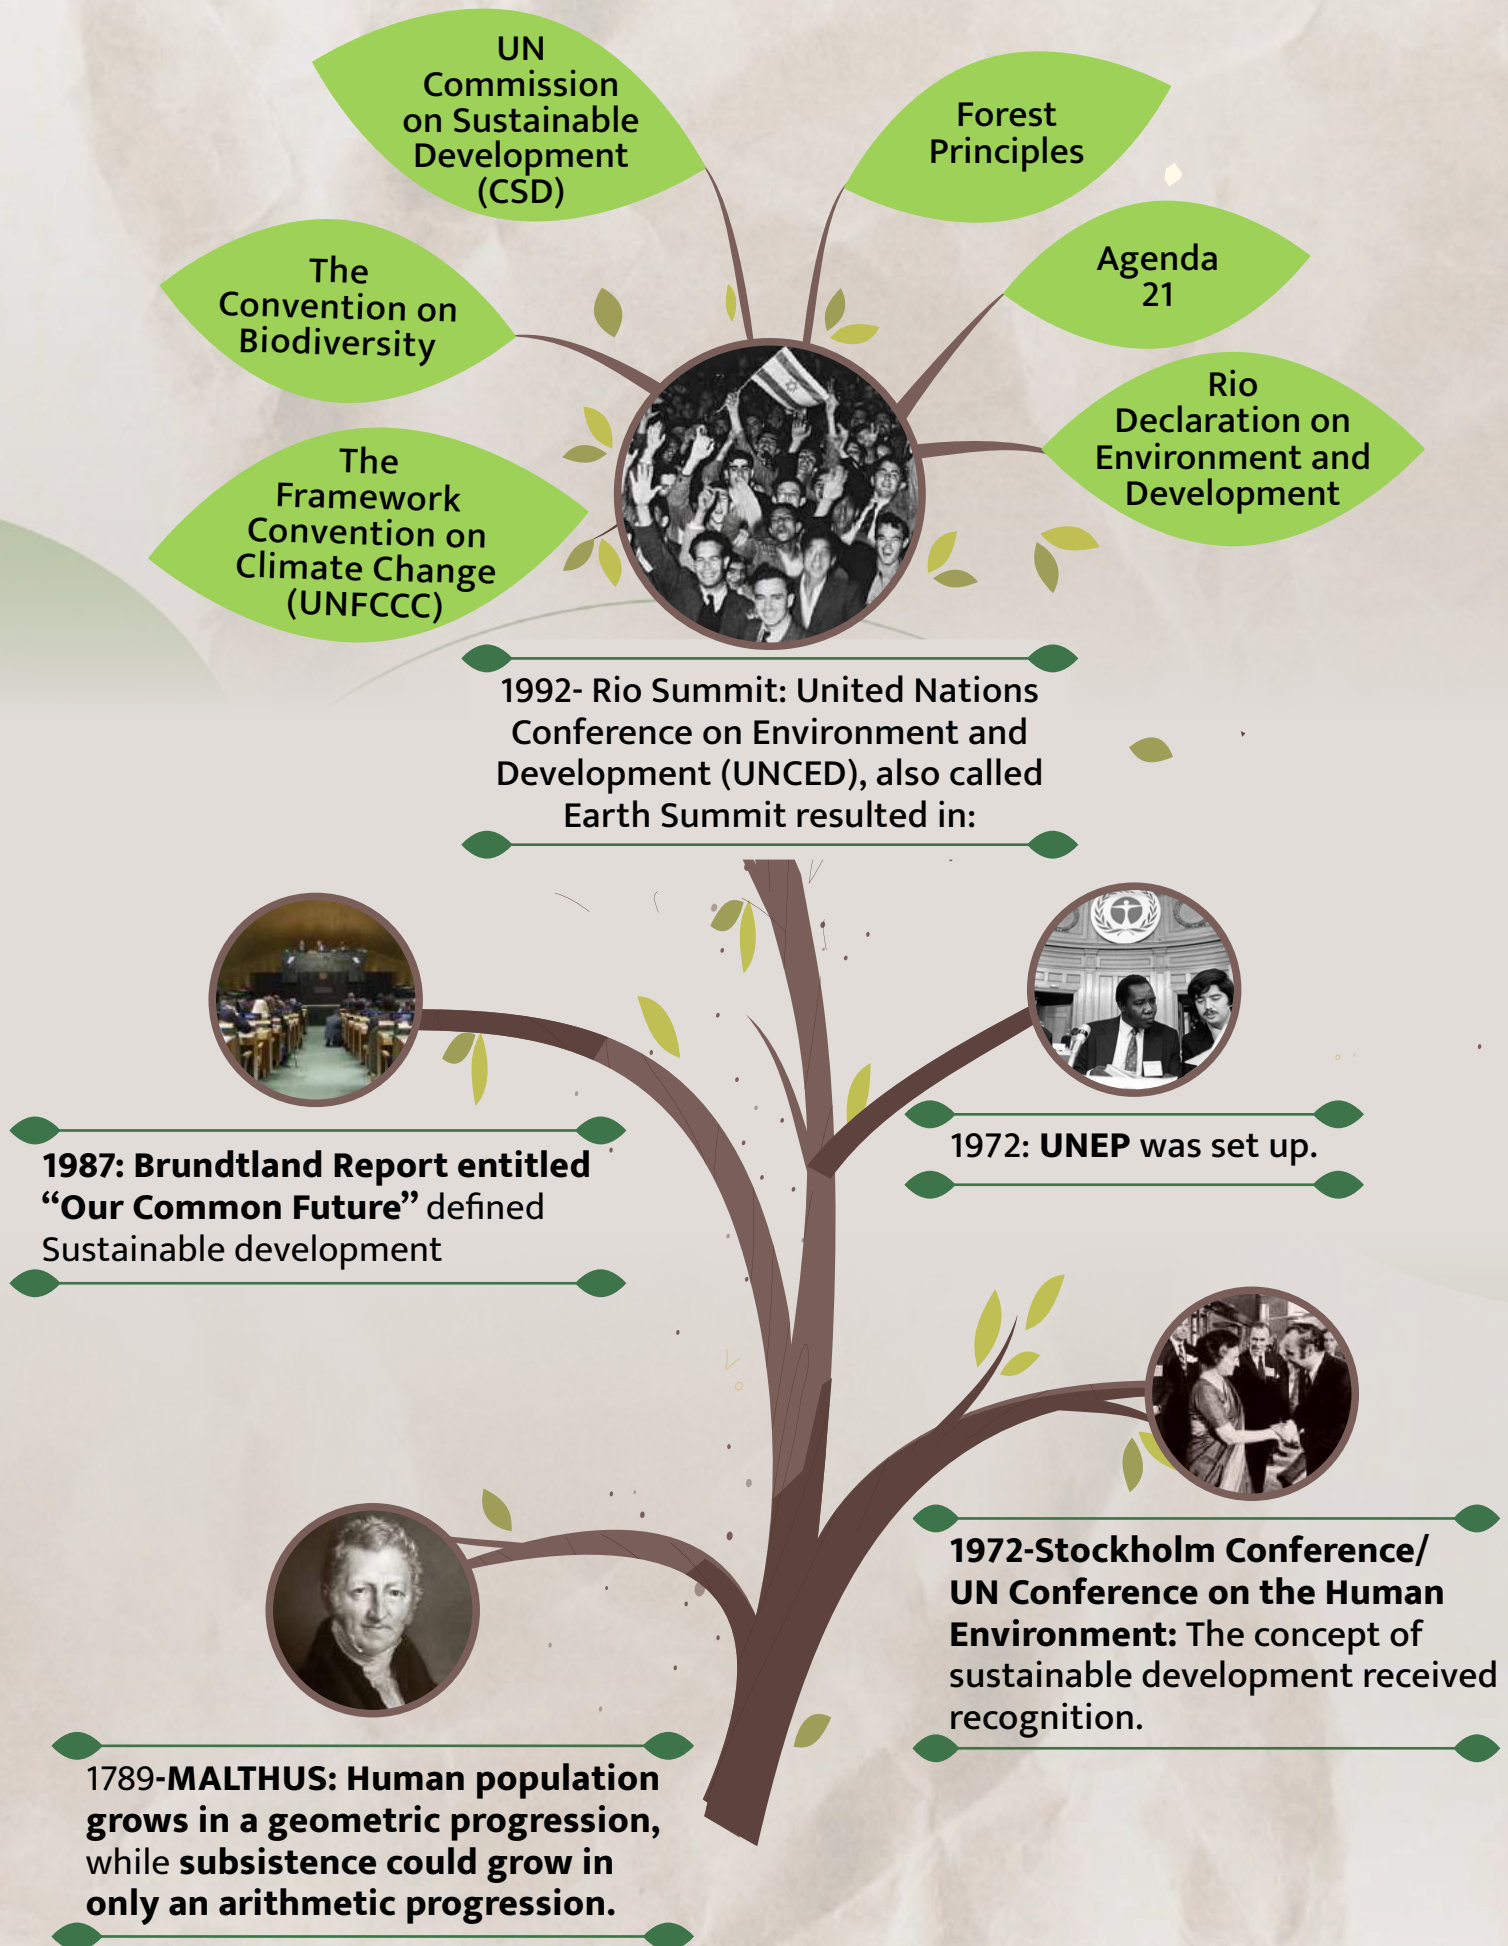 UN
Commission
on Sustainable
Development
(CSD)
Forest
Principles
The
Convention on
Biodiversity
Agenda
21
The
Framework
Convention on
Climate Change
(UNFCCC)
Rio
Declaration on
Environment and
Development
1992- Rio Summit: United Nations
Conference on Environment and
Development (UNCED), also called
Earth Summit resulted in:
1987: Brundtland Report entitled
“Our Common Future” defined
Sustainable development
1972: UNEP was set up.
1972-Stockholm Conference/
UN Conference on the Human
Environment: The concept of
sustainable development received
recognition.
1789-MALTHUS: Human population
grows in a geometric progression,
while subsistence could grow in
only an arithmetic progression.